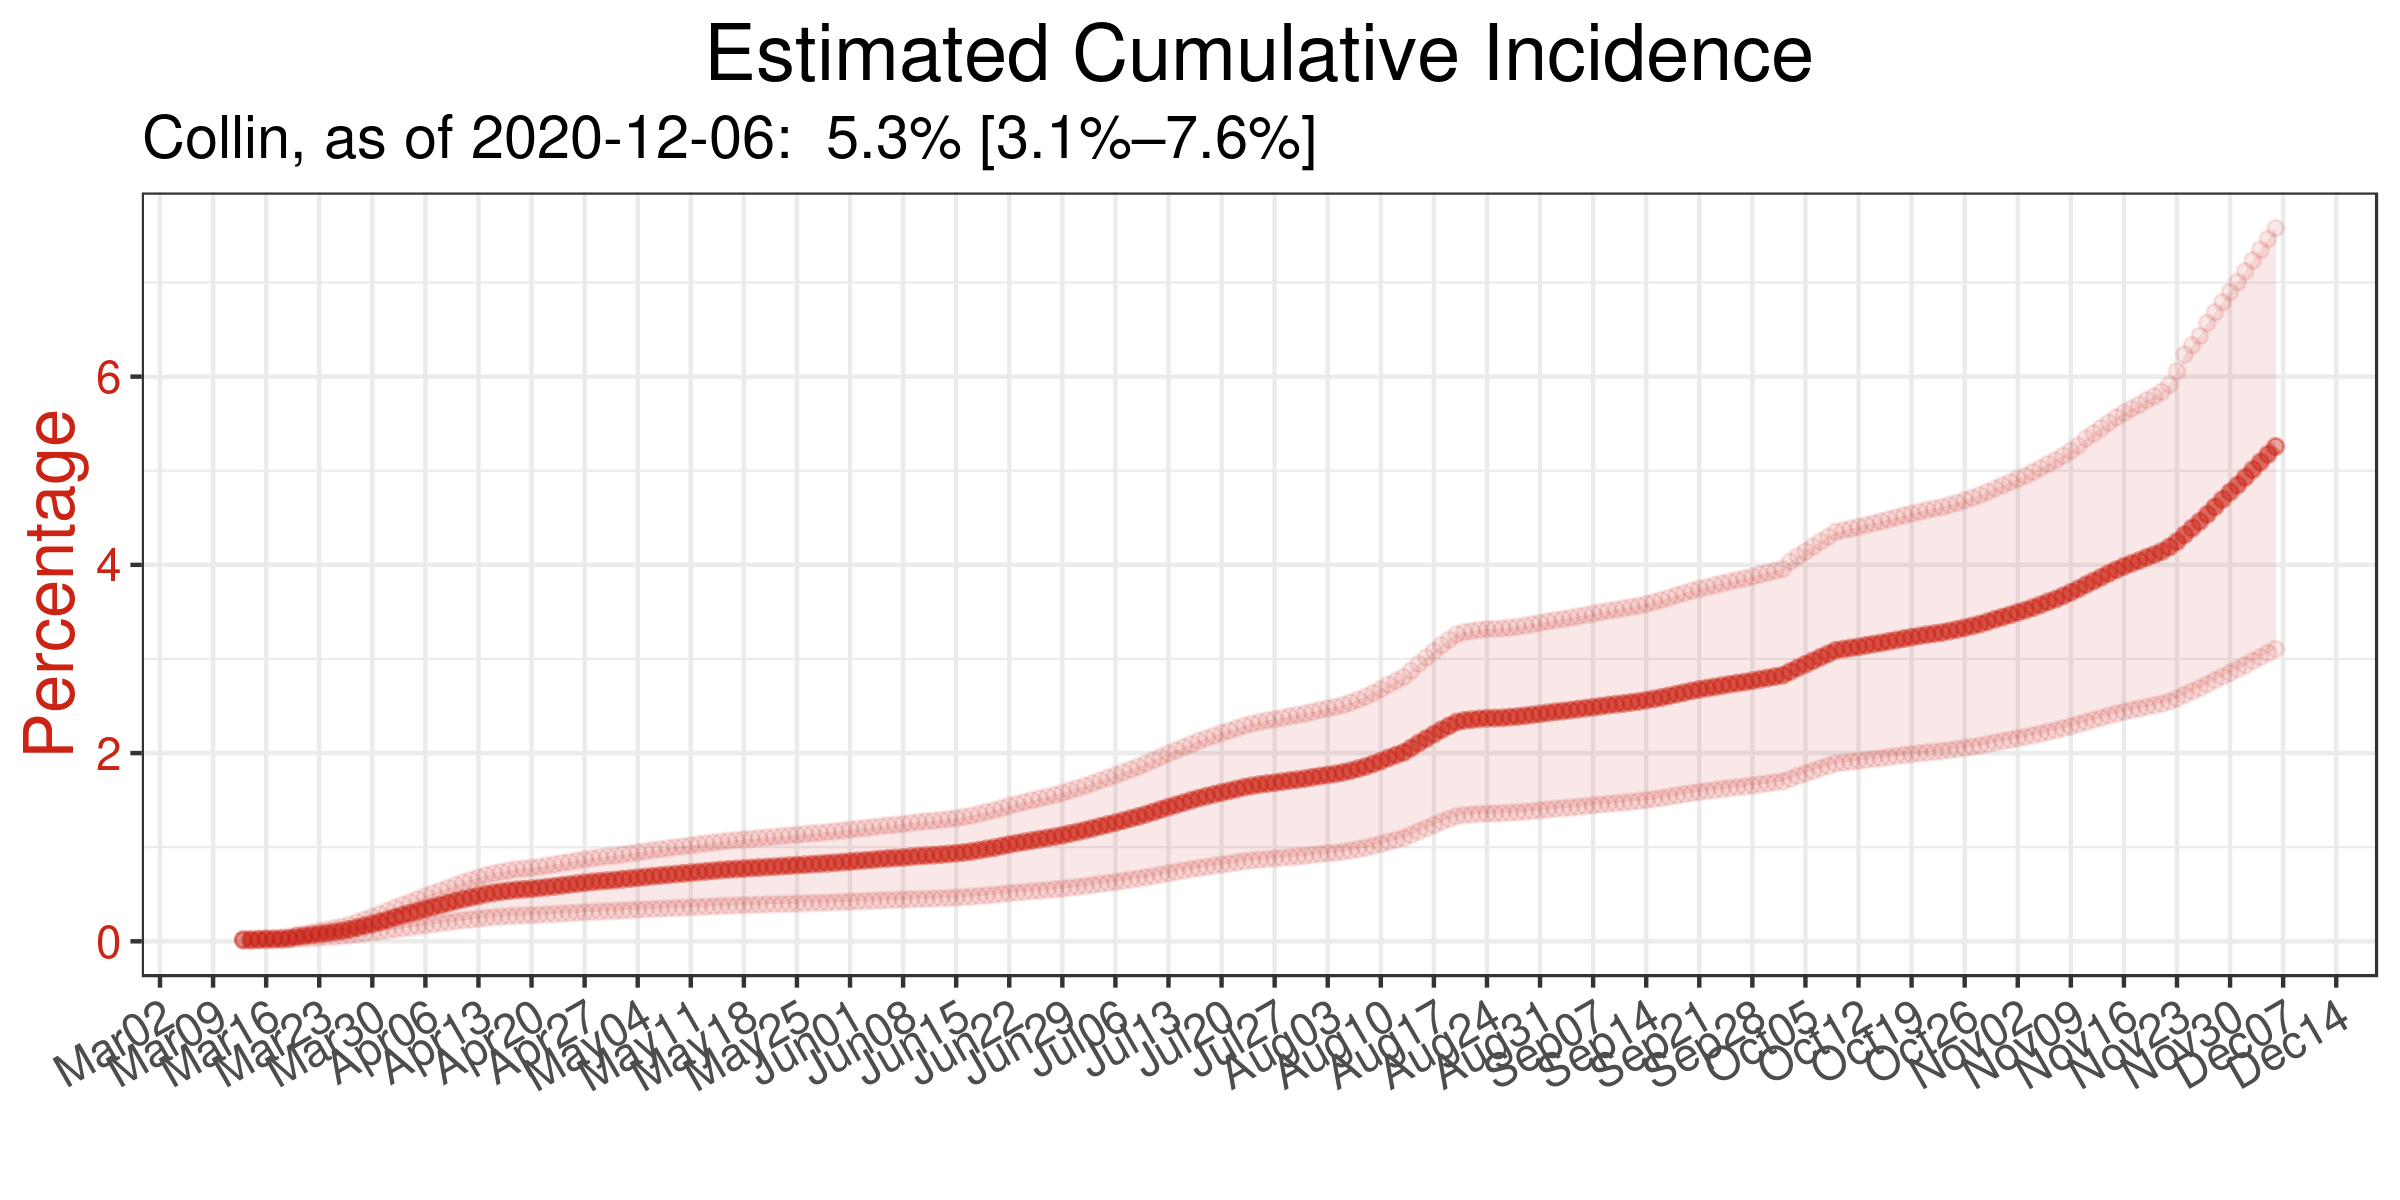 Estimated Cumulative Incidence
Collin, as of 2020-12-06:  5.3% [3.1%–7.6%]
Percentage
6
4
2
0
Mar02
Mar09
Mar16
Mar23
Mar30
Apr06
Apr13
Apr20
Apr27
May04
May11
May18
May25
Jun01
Jun08
Jun15
Jun22
Jun29
Jul06
Jul13
Jul20
Jul27
Aug03
Aug10
Aug17
Aug24
Aug31
Sep07
Sep14
Sep21
Sep28
Oct05
Oct12
Oct19
Oct26
Nov02
Nov09
Nov16
Nov23
Nov30
Dec07
Dec14